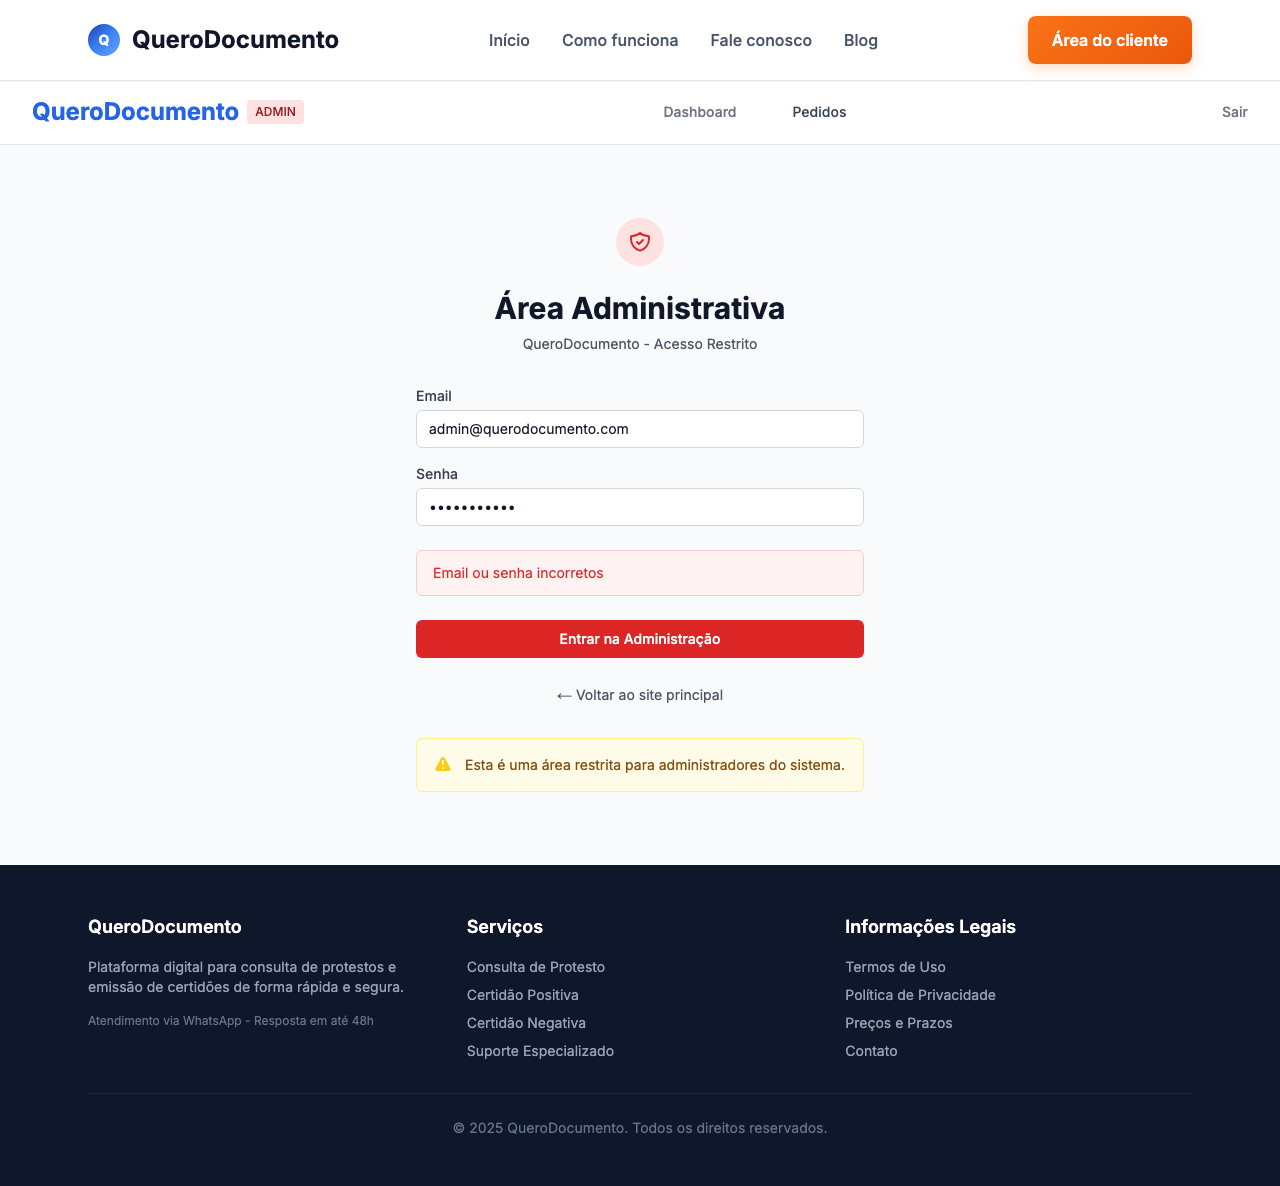 Q QueroDocumento
Início
Como funciona
Fale conosco
Blog
Área do cliente
QueroDocumento ADMIN
Dashboard
Pedidos
Sair
Área Administrativa
QueroDocumento - Acesso Restrito
Email
admin@querodocumento.com
Senha
•••••••••••
Email ou senha incorretos
Entrar na Administração
← Voltar ao site principal
Esta é uma área restrita para administradores do sistema.
QueroDocumento
Plataforma digital para consulta de protestos e
emissão de certidões de forma rápida e segura.
Atendimento via WhatsApp - Resposta em até 48h
Serviços
Consulta de Protesto
Certidão Positiva
Certidão Negativa
Suporte Especializado
Informações Legais
Termos de Uso
Política de Privacidade
Preços e Prazos
Contato
© 2025 QueroDocumento. Todos os direitos reservados.